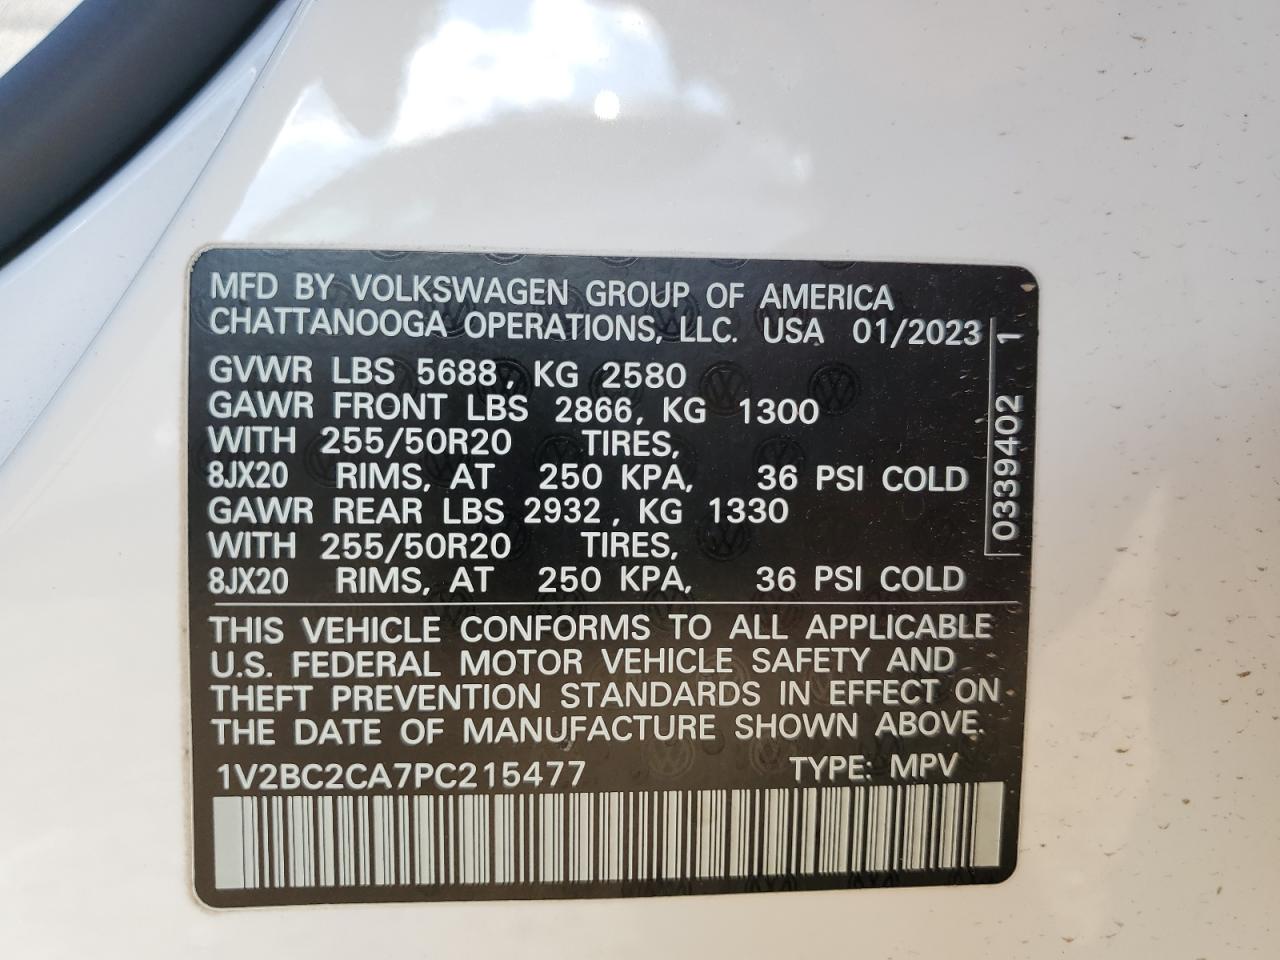 MFD BY VOLKSWAGEN GROUP OF AMERICA
CHATTANOOGA OPERATIONS, LLC. USA 01/2023
GVWR LBS 5688, KG 2580
GAWR FRONT LBS 2866, KG 1300
WITH 255/50R20 TIRES,
8JX20 RIMS, AT 250 KPA, 36 PSI COLD
GAWR REAR LBS 2932, KG 1330
WITH 255/50R20 TIRES,
8JX20 RIMS, AT 250 KPA, 36 PSI COLD
0339402 1
THIS VEHICLE CONFORMS TO ALL APPLICABLE
U.S. FEDERAL MOTOR VEHICLE SAFETY AND
THEFT PREVENTION STANDARDS IN EFFECT ON
THE DATE OF MANUFACTURE SHOWN ABOVE.
1V2BC2CA7PC215477 TYPE: MPV